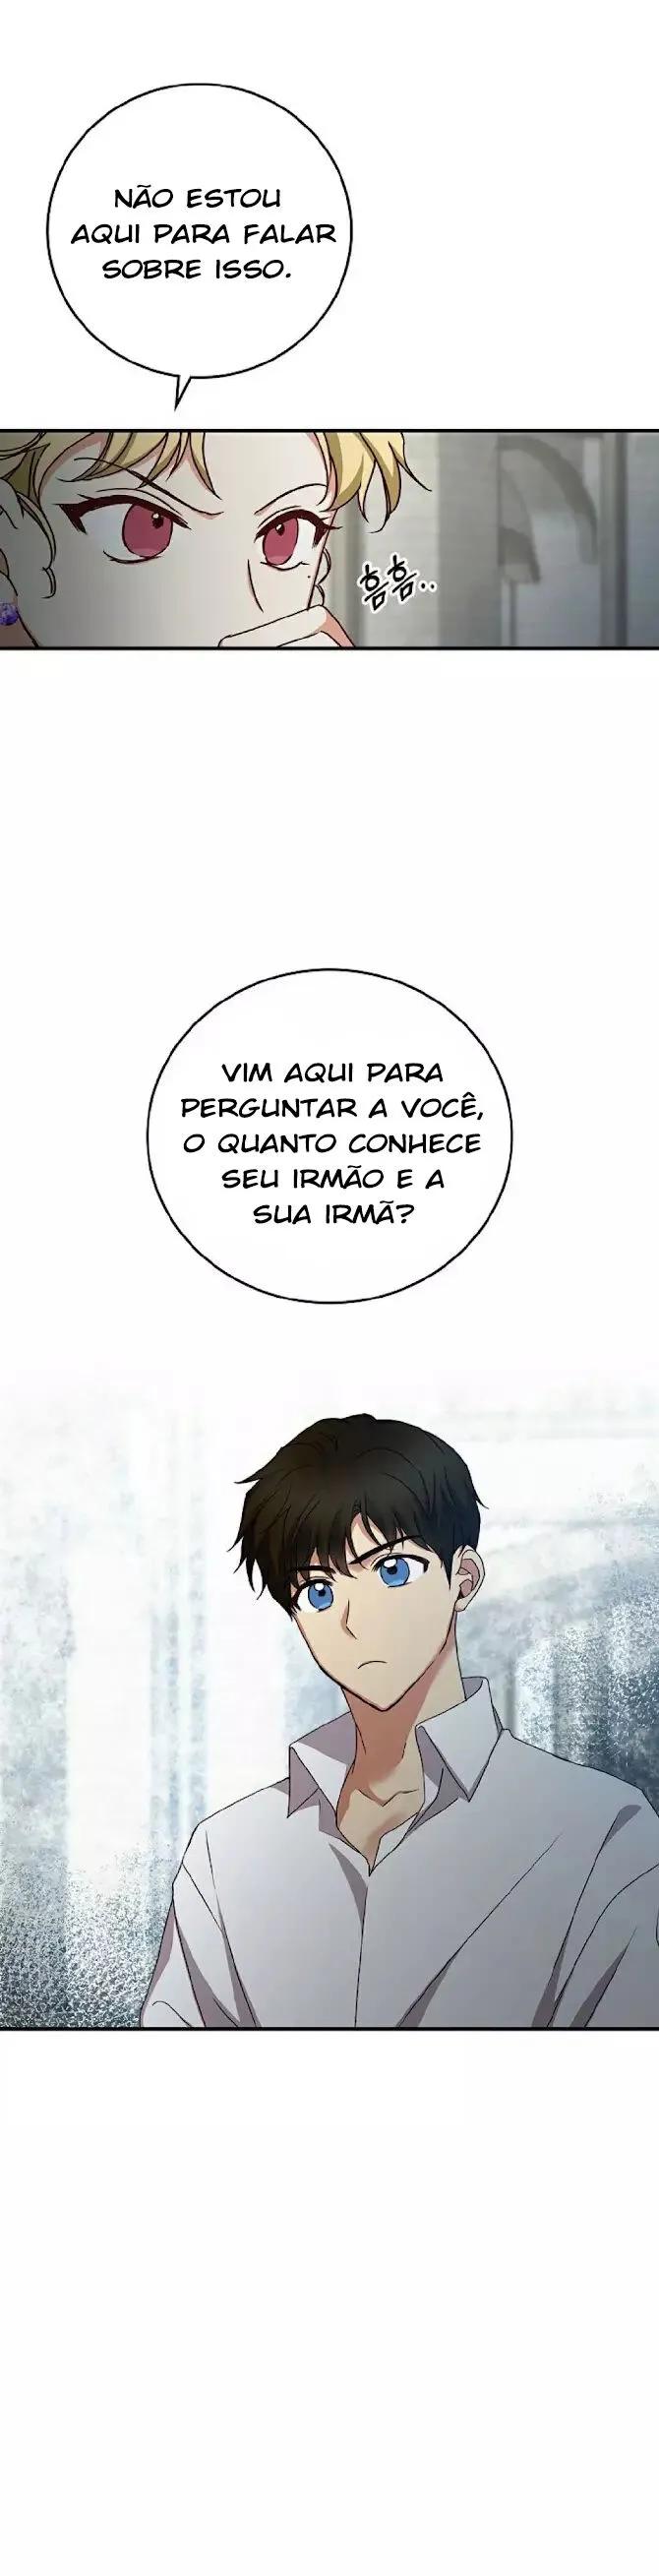 NÃO ESTOU
AQUI PARA FALAR
SOBRE ISSO.
흠흠..
VIM AQUI PARA
PERGUNTAR A VOCÊ,
O QUANTO CONHECE
SEU IRMÃO E A
SUA IRMÃ?